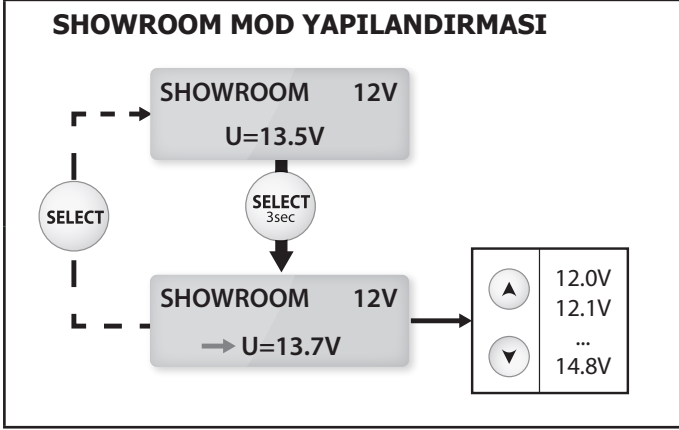 SHOWROOM MOD YAPILANDIRMASI
SHOWROOM 12V
U=13.5V
SELECT
SELECT
3sec
SHOWROOM 12V
U=13.7V
12.0V
12.1V
...
14.8V